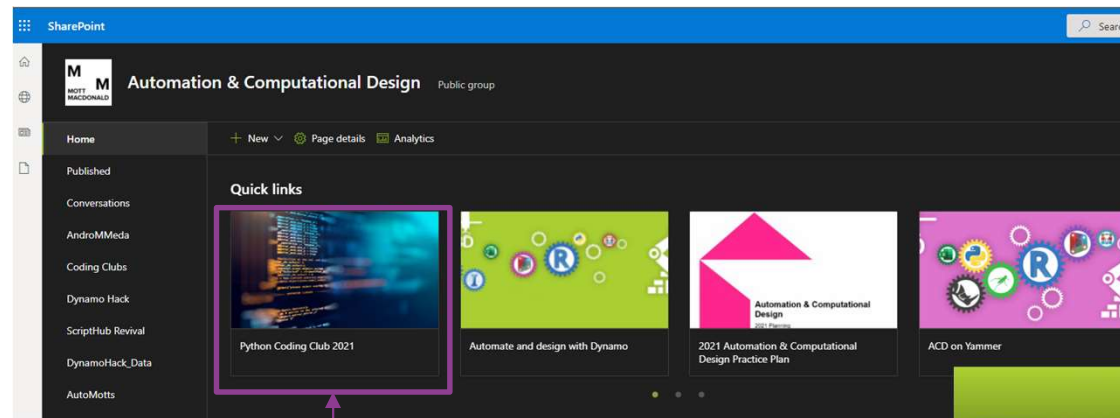 SharePoint
Sear
M
M
MOTT
MACDONALD
Automation & Computational Design
Public group
Home
New
Page details
Analytics
Published
Conversations
AndroMMeda
Coding Clubs
Dynamo Hack
ScriptHub Revival
DynamoHack_Data
AutoMotts
Quick links
Python Coding Club 2021
D
R
I
Automate and design with Dynamo
Automation & Computational
Design
2021 Planning
2021 Automation & Computational
Design Practice Plan
R
ACD on Yammer